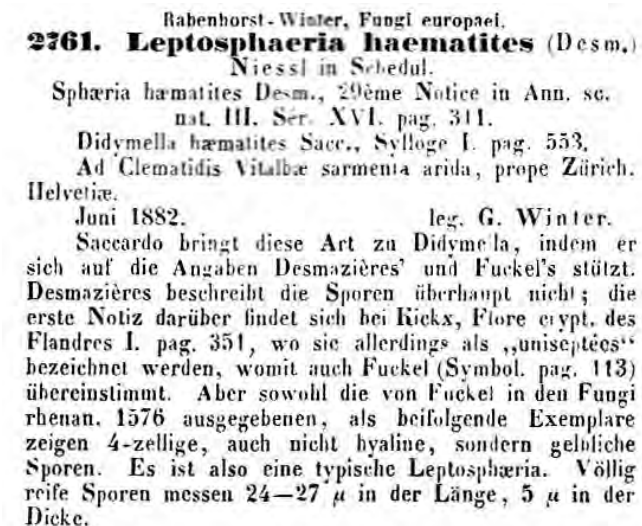 Rabenhorst-Winter, Fungi europaei.
2761. Leptosphaeria haematites (Desm.)
Niessl in Schedul.
Sphæria hæmatites Desm., 29ème Notice in Ann. sc.
nat. III. Sér. XVI. pag. 311.
Didymella hæmatites Sacc., Sylloge I. pag. 553.
Ad Clematidis Vitalbæ sarmenta arida, prope Zürich.
Helvetiæ.
Juni 1882. leg. G. Winter.
Saccardo bringt diese Art zu Didymella, indem er
sich auf die Angaben Desmazières' und Fuckel's stützt.
Desmazières beschreibt die Sporen überhaupt nicht; die
erste Notiz darüber findet sich bei Kickx, Flore crypt. des
Flandres I. pag. 351, wo sie allerdings als „uniseptées“
bezeichnet werden, womit auch Fuckel (Symbol. pag. 113)
übereinstimmt. Aber sowohl die von Fuckel in den Fungi
rhenan. 1576 ausgegebenen, als beifolgende Exemplare
zeigen 4-zellige, auch nicht hyaline, sondern gelbliche
Sporen. Es ist also eine typische Leptosphæria. Völlig
reife Sporen messen 24—27 µ in der Länge, 5 µ in der
Dicke.